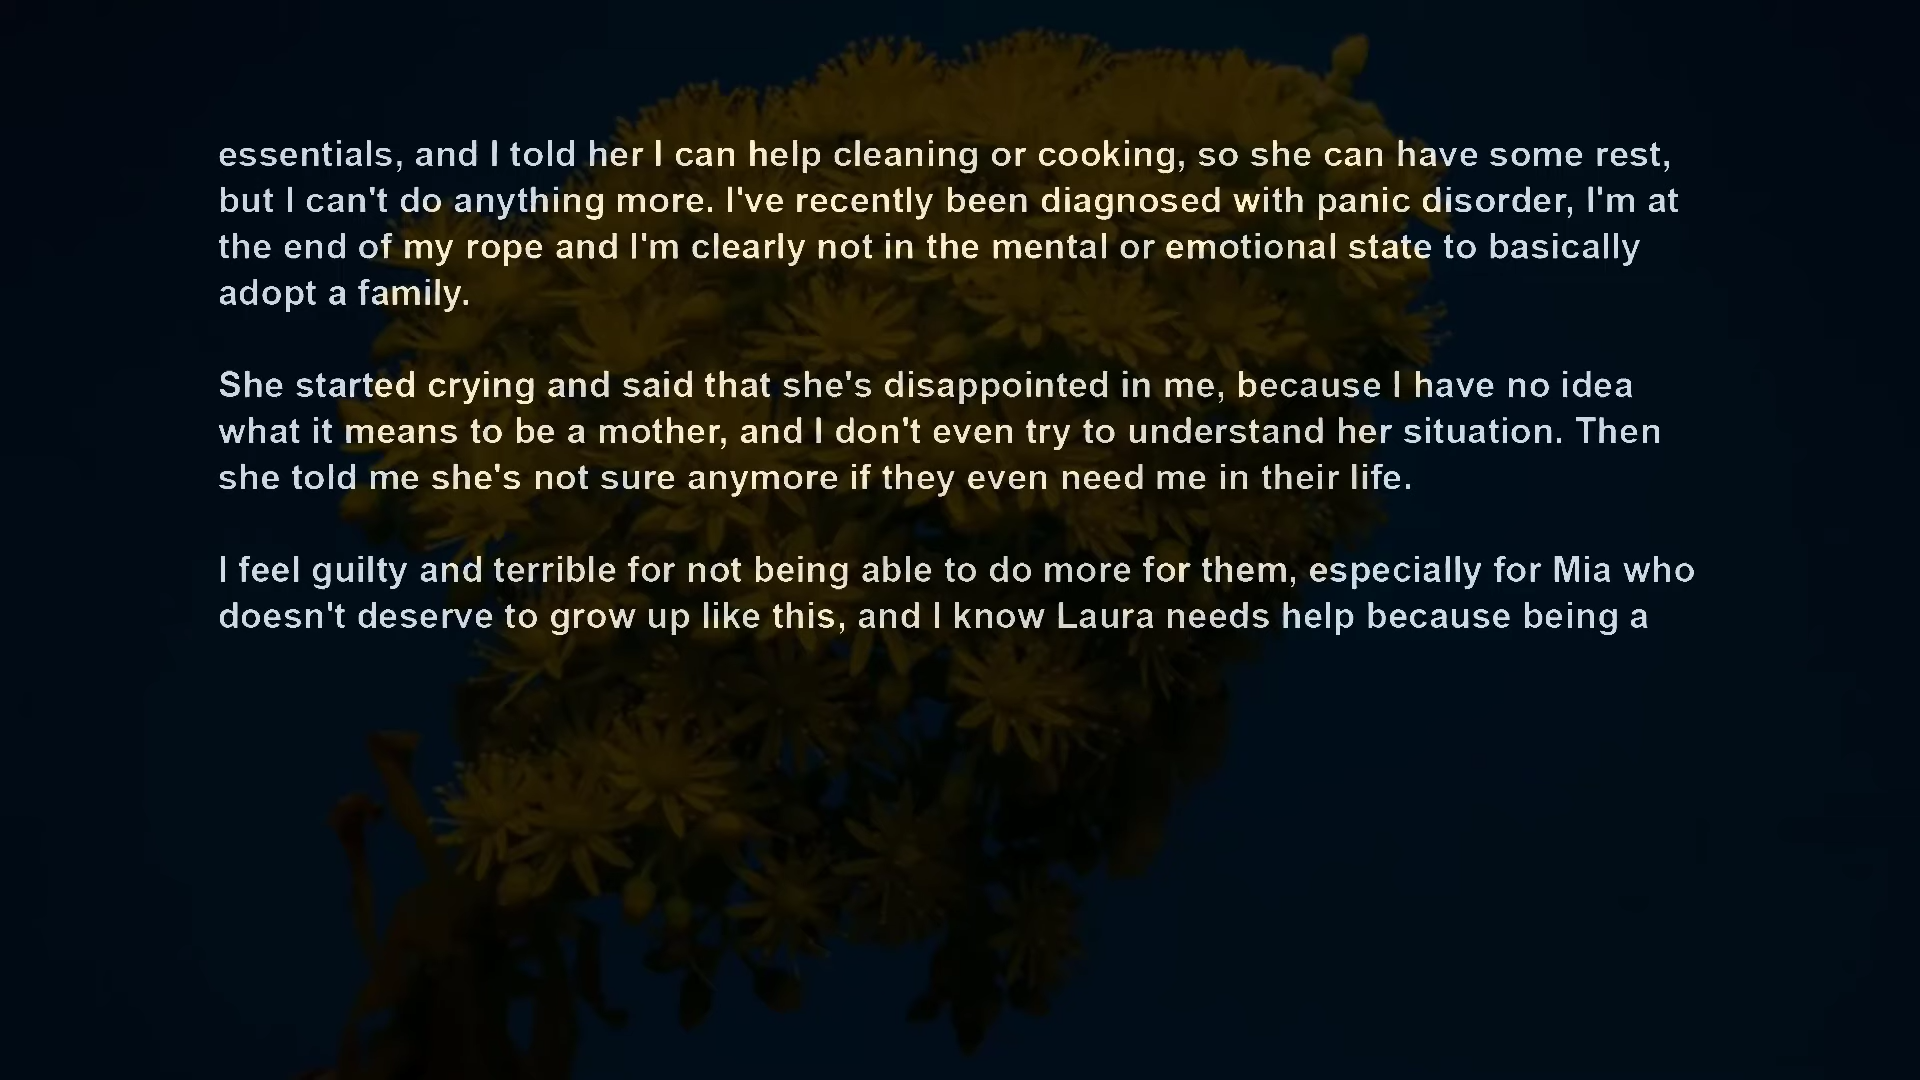 essentials, and I told her I can help cleaning or cooking, so she can have some rest,
but I can't do anything more. I've recently been diagnosed with panic disorder, I'm at
the end of my rope and I'm clearly not in the mental or emotional state to basically
adopt a family.
She started crying and said that she's disappointed in me, because I have no idea
what it means to be a mother, and I don't even try to understand her situation. Then
she told me she's not sure anymore if they even need me in their life.
I feel guilty and terrible for not being able to do more for them, especially for Mia who
doesn't deserve to grow up like this, and I know Laura needs help because being a